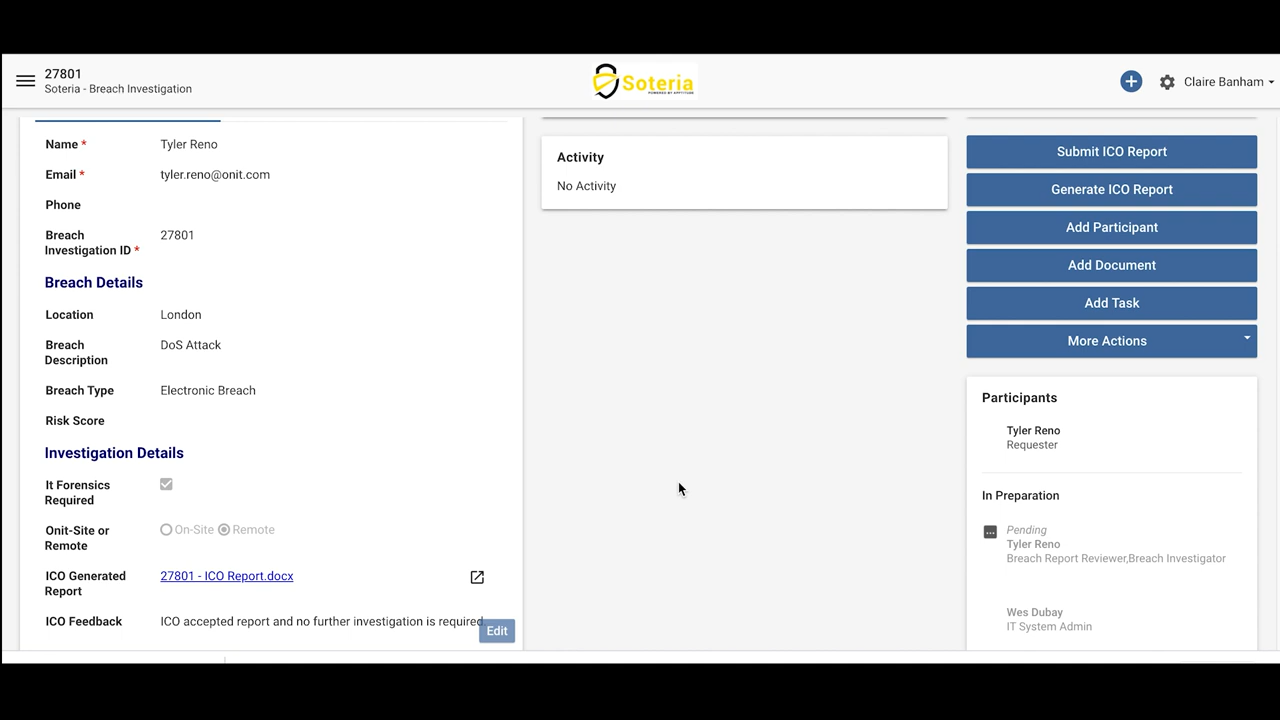 27801
Soteria - Breach Investigation
Soteria
Claire Banham
Name *
Tyler Reno
Email *
tyler.reno@onit.com
Phone
Breach
Investigation ID *
27801
Breach Details
Location
London
Breach
Description
DoS Attack
Breach Type
Electronic Breach
Risk Score
Investigation Details
It Forensics
Required
Onit-Site or
Remote
On-Site
Remote
ICO Generated
Report
27801 - ICO Report.docx
ICO Feedback
ICO accepted report and no further investigation is required
Edit
Activity
No Activity
Submit ICO Report
Generate ICO Report
Add Participant
Add Document
Add Task
More Actions
Participants
Tyler Reno
Requester
In Preparation
Pending
Tyler Reno
Breach Report Reviewer,Breach Investigator
Wes Dubay
IT System Admin